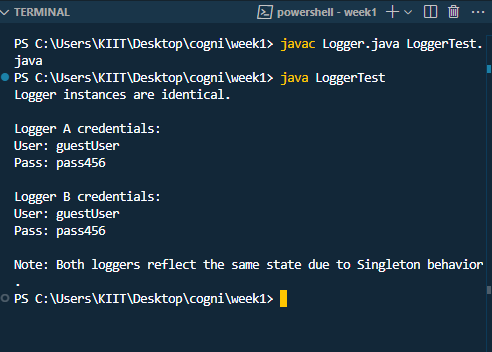 TERMINAL
powershell - week1
PS C:\Users\KIIT\Desktop\cogni\week1> javac Logger.java LoggerTest.
java
PS C:\Users\KIIT\Desktop\cogni\week1> java LoggerTest
Logger instances are identical.
Logger A credentials:
User: guestUser
Pass: pass456
Logger B credentials:
User: guestUser
Pass: pass456
Note: Both loggers reflect the same state due to Singleton behavior
.
PS C:\Users\KIIT\Desktop\cogni\week1>